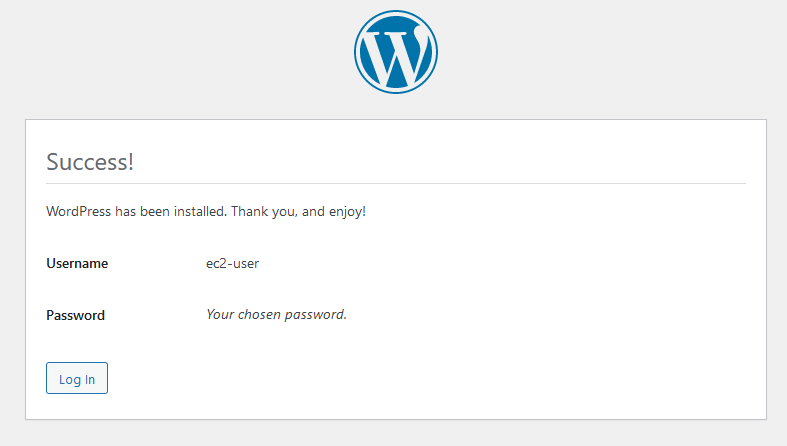 Success!
WordPress has been installed. Thank you, and enjoy!
Username ec2-user
Password Your chosen password.
Log In